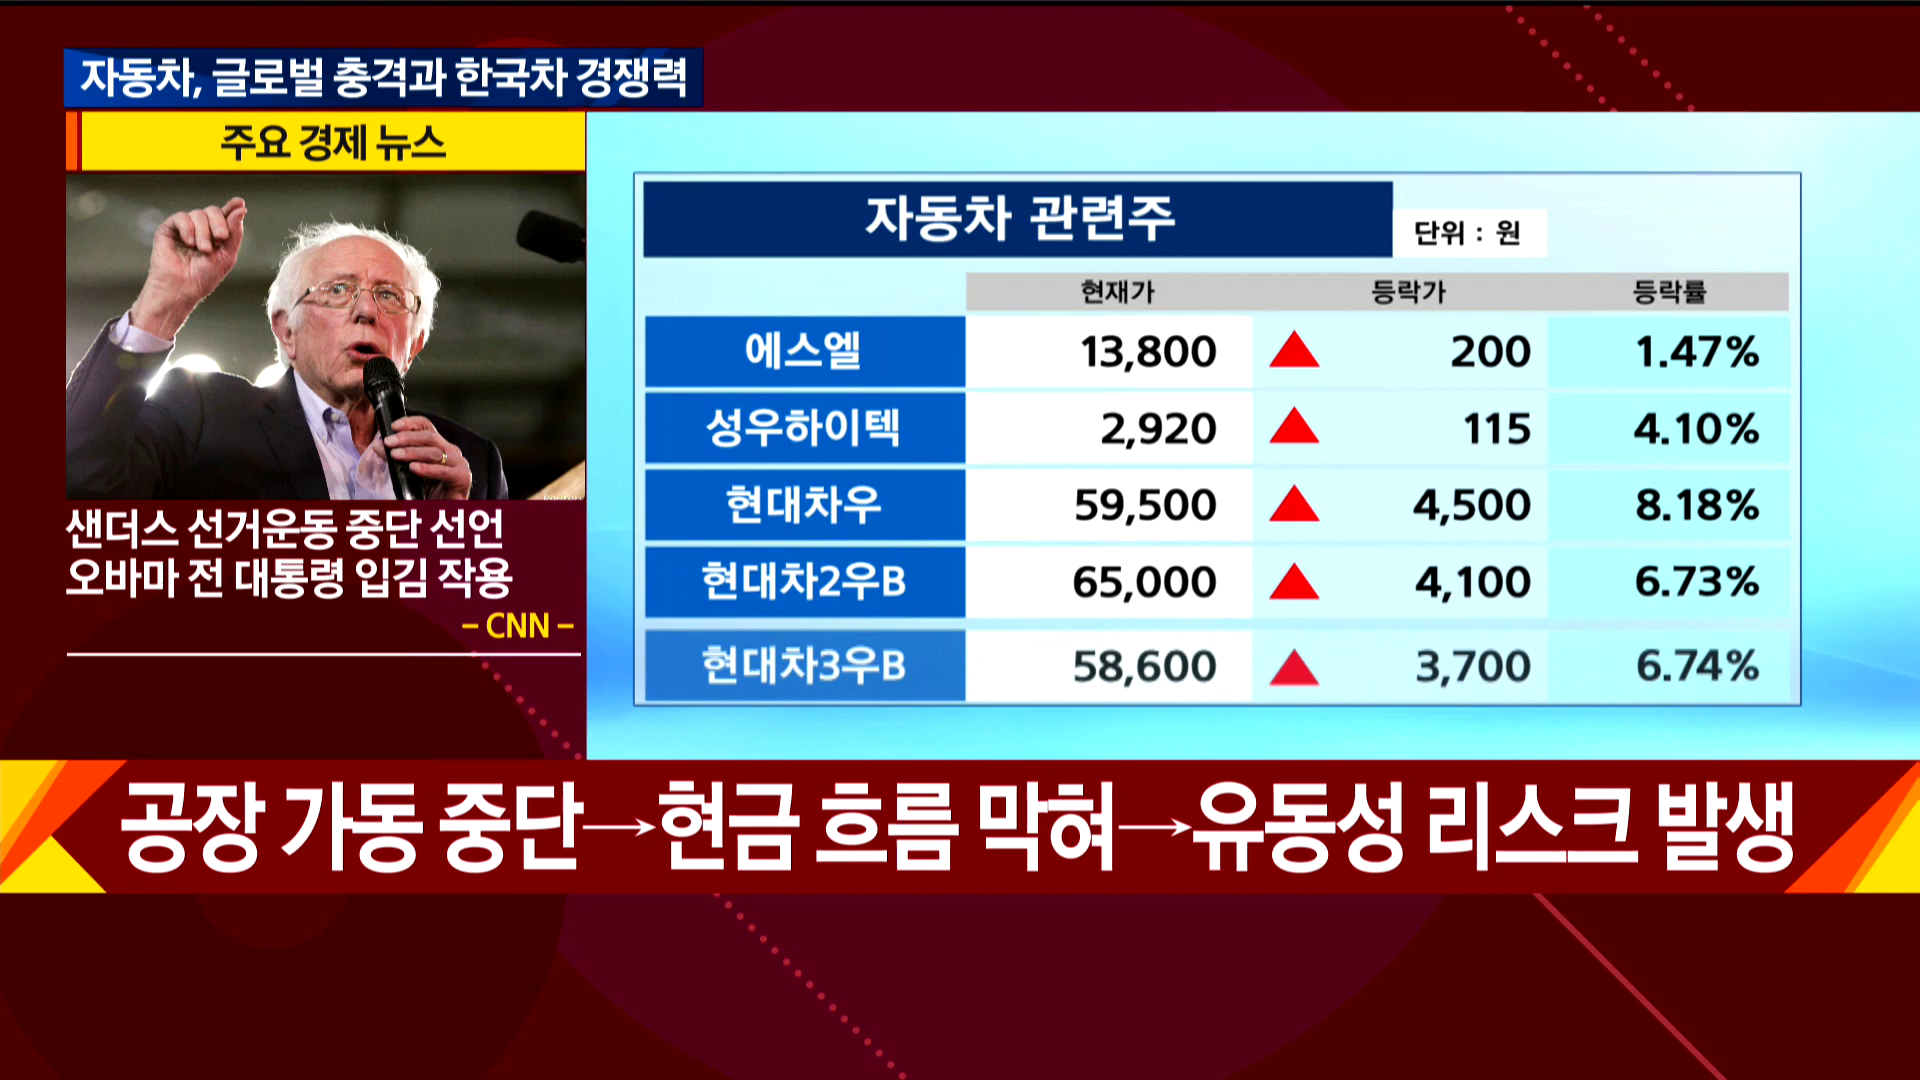 자동차, 글로벌 충격과 한국차 경쟁력
주요 경제 뉴스
샌더스 선거운동 중단 선언
오바마 전 대통령 입김 작용
– CNN –
자동차 관련주
단위 : 원
현재가 등락가 등락률
에스엘 13,800 ▲ 200 1.47%
성우하이텍 2,920 ▲ 115 4.10%
현대차우 59,500 ▲ 4,500 8.18%
현대차2우B 65,000 ▲ 4,100 6.73%
현대차3우B 58,600 ▲ 3,700 6.74%
공장 가동 중단→현금 흐름 막혀→유동성 리스크 발생